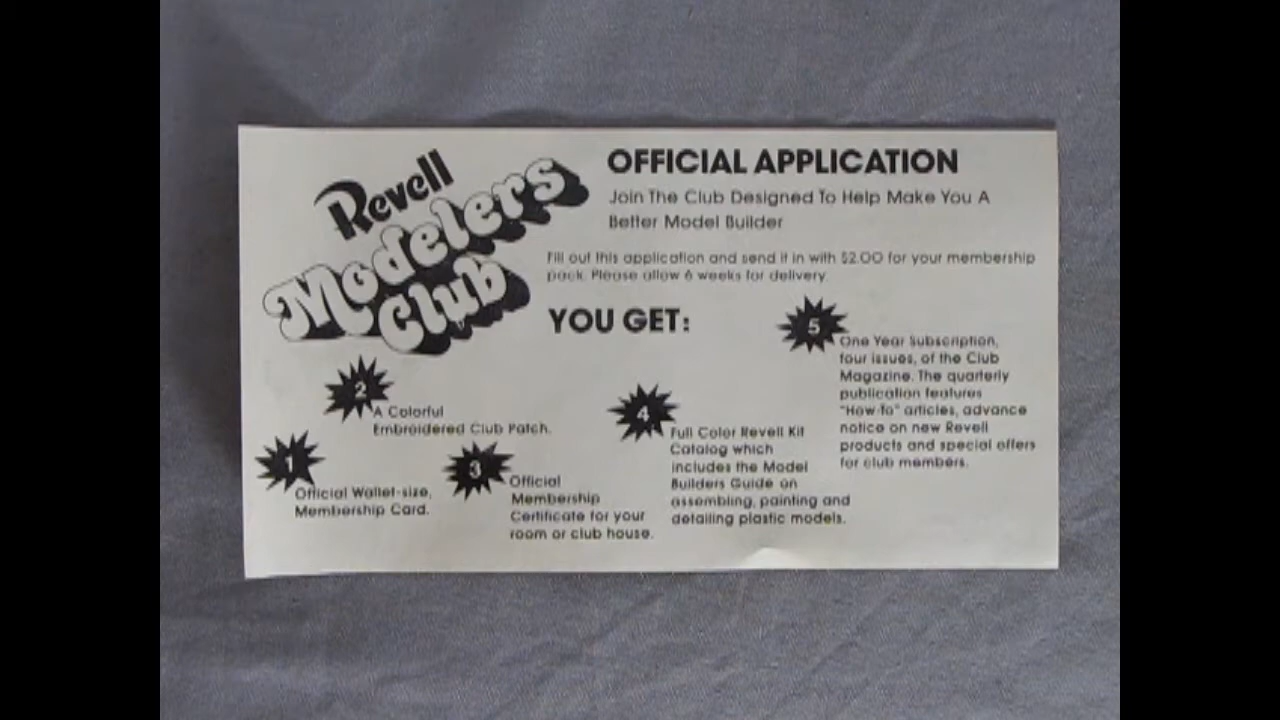 Revell
Modelers
Club
OFFICIAL APPLICATION
Join The Club Designed To Help Make You A
Better Model Builder
Fill out this application and send it in with $2.00 for your membership
pack. Please allow 6 weeks for delivery.
YOU GET:
1
Official Wallet-size,
Membership Card.
2
A Colorful
Embroidered Club Patch.
3
Official
Membership
Certificate for your
room or club house.
4
Full Color Revell Kit
Catalog which
includes the Model
Builders Guide on
assembling, painting and
detailing plastic models.
5
One Year Subscription,
four issues, of the Club
Magazine. The quarterly
publication features
"How-To" articles, advance
notice on new Revell
products and special offers
for club members.